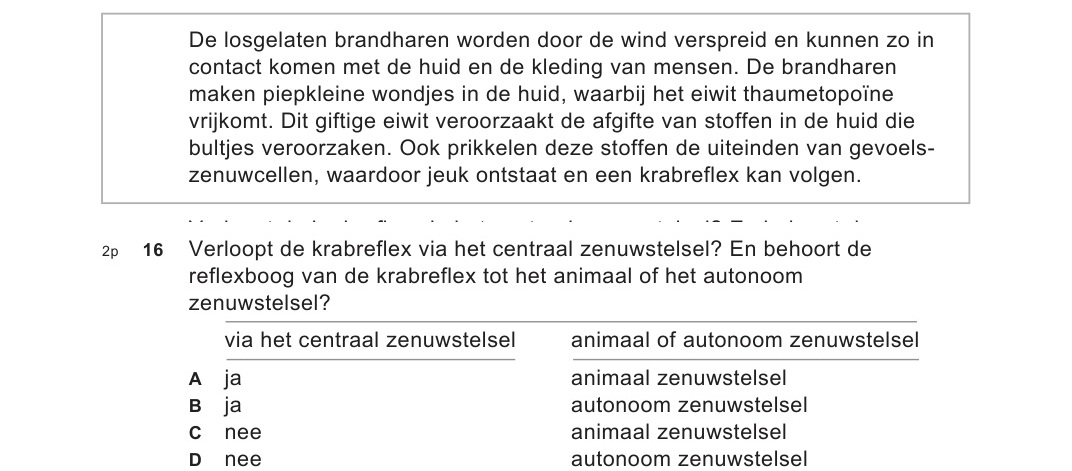 De losgelaten brandharen worden door de wind verspreid en kunnen zo in
contact komen met de huid en de kleding van mensen. De brandharen
maken piepkleine wondjes in de huid, waarbij het eiwit thaumetopoïne
vrijkomt. Dit giftige eiwit veroorzaakt de afgifte van stoffen in de huid die
bultjes veroorzaken. Ook prikkelen deze stoffen de uiteinden van gevoels-
zenuwcellen, waardoor jeuk ontstaat en een krabreflex kan volgen.
2p 16 Verloopt de krabreflex via het centraal zenuwstelsel? En behoort de
reflexboog van de krabreflex tot het animaal of het autonoom
zenuwstelsel?
via het centraal zenuwstelsel animaal of autonoom zenuwstelsel
A ja animaal zenuwstelsel
B ja autonoom zenuwstelsel
C nee animaal zenuwstelsel
D nee autonoom zenuwstelsel